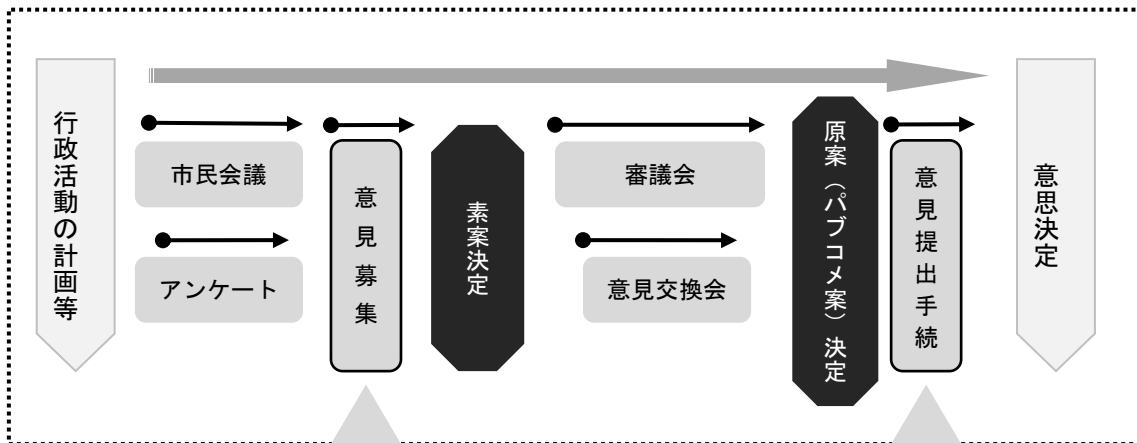 行政活動の計画等
市民会議
アンケート
意見募集
素案決定
審議会
意見交換会
原案（パブコメ案）決定
意見提出手続
意思決定